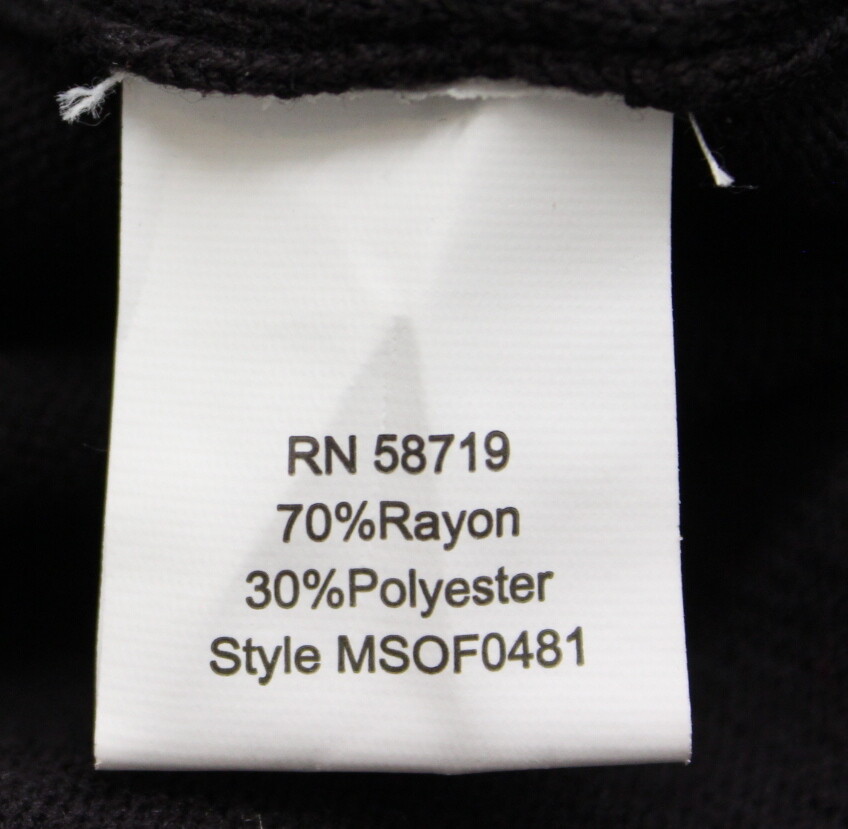 RN 58719
70%Rayon
30%Polyester
Style MSOF0481